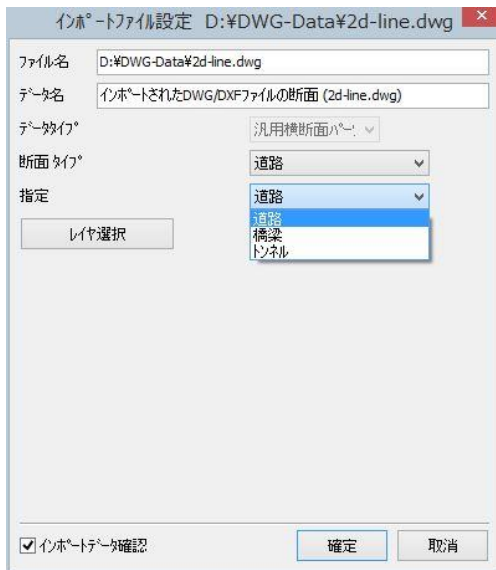 インポートファイル設定 D:¥DWG-Data¥2d-line.dwg
ファイル名 D:¥DWG-Data¥2d-line.dwg
データ名 インポートされたDWG/DXFファイルの断面 (2d-line.dwg)
データタイプ 汎用横断面パーツ
断面タイプ 道路
指定 道路
レイヤ選択
道路
橋梁
トンネル
インポートデータ確認
確定
取消